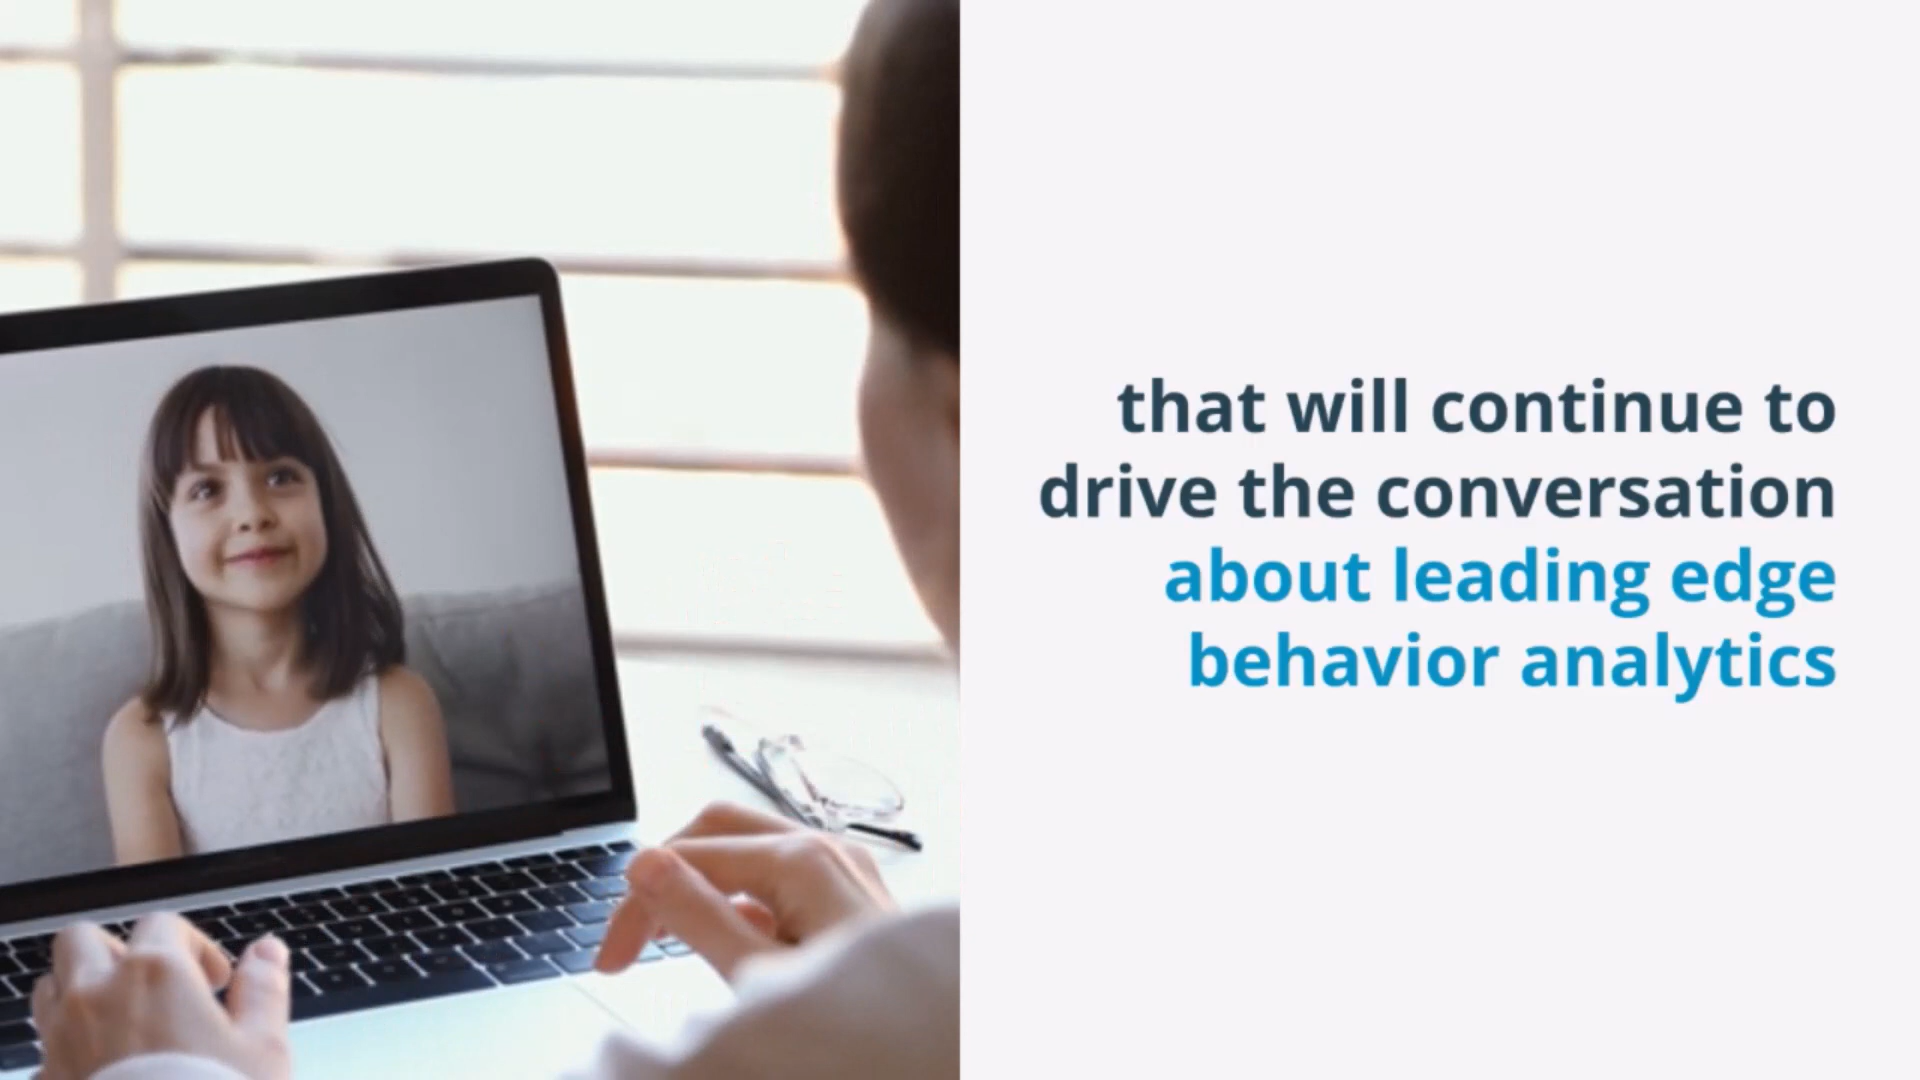 that will continue to
drive the conversation
about leading edge
behavior analytics